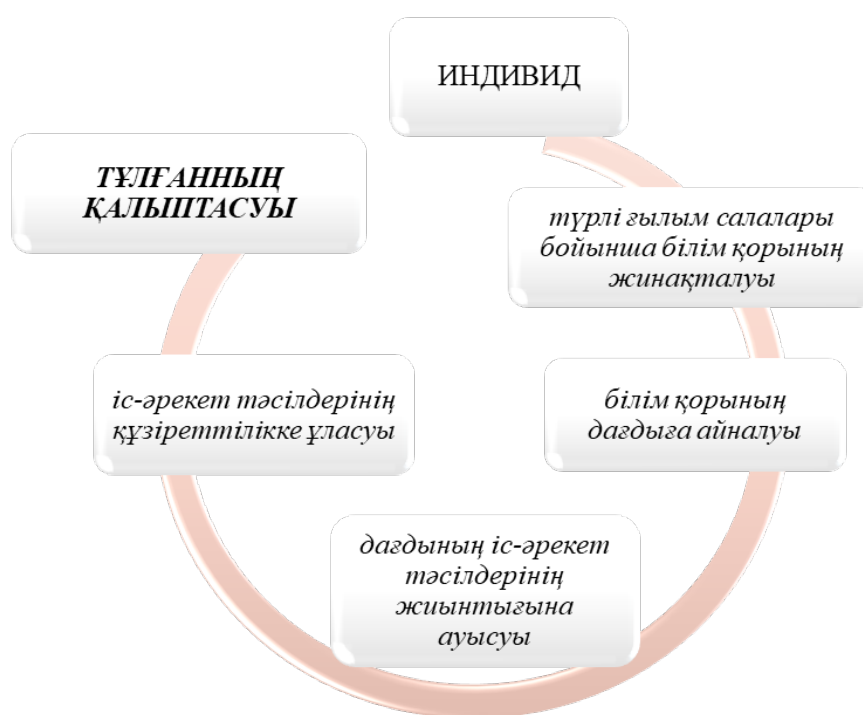 ИНДИВИД
түрлі ғылым салалары
бойынша білім қорының
жинақталуы
білім қорының
дағдыға айналуы
дағдының іс-әрекет
тәсілдерінің
жиынтығына
ауысуы
іс-әрекет тәсілдерінің
құзіреттілікке ұласуы
ТҰЛҒАННЫҢ
ҚАЛЫПТАСУЫ